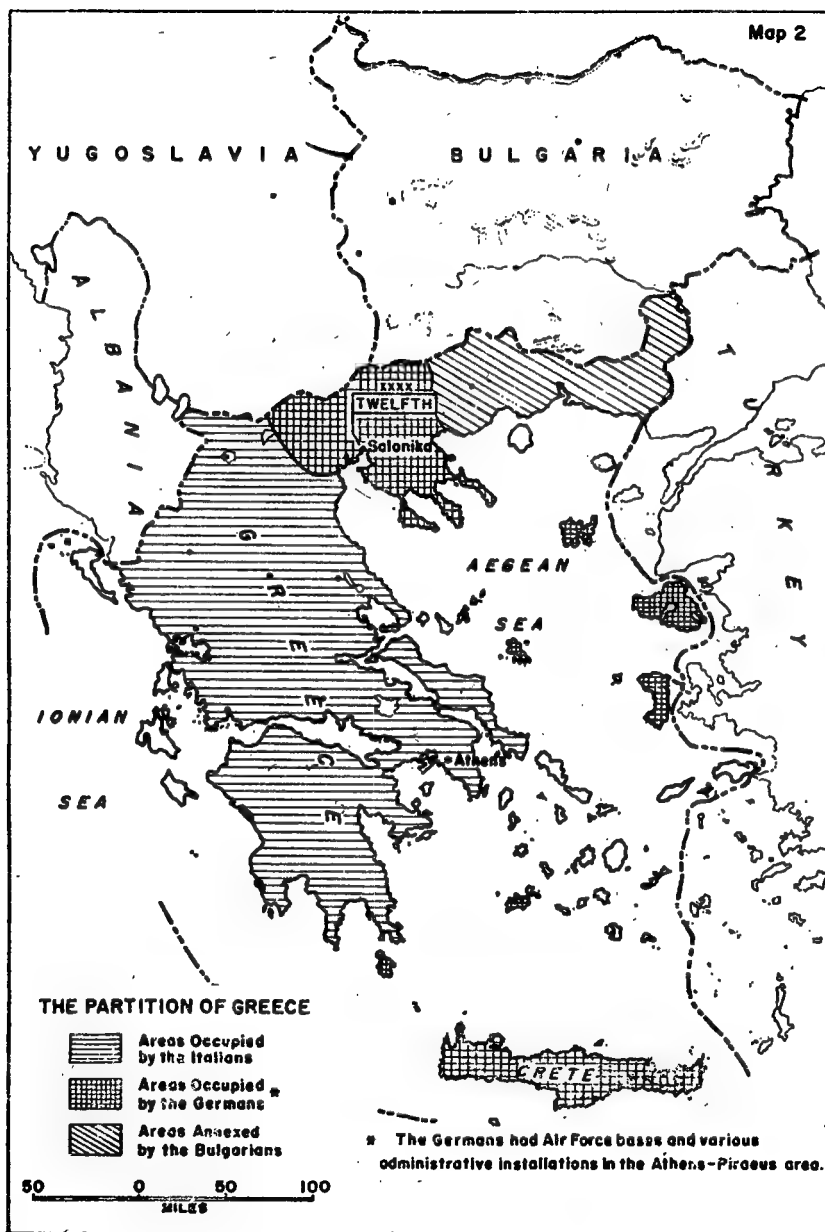 Map 2
YUGOSLAVIA
BULGARIA
ALBANIA
TURKEY
xxxx
TWELFTH
Salonika
GREECE
AEGEAN
SEA
IONIAN
SEA
Athens
CRETE
THE PARTITION OF GREECE
Areas Occupied
by the Italians
Areas Occupied
by the Germans *
Areas Annexed
by the Bulgarians
* The Germans had Air Force bases and various
administrative installations in the Athens-Piraeus area.
50 0 50 100
MILES